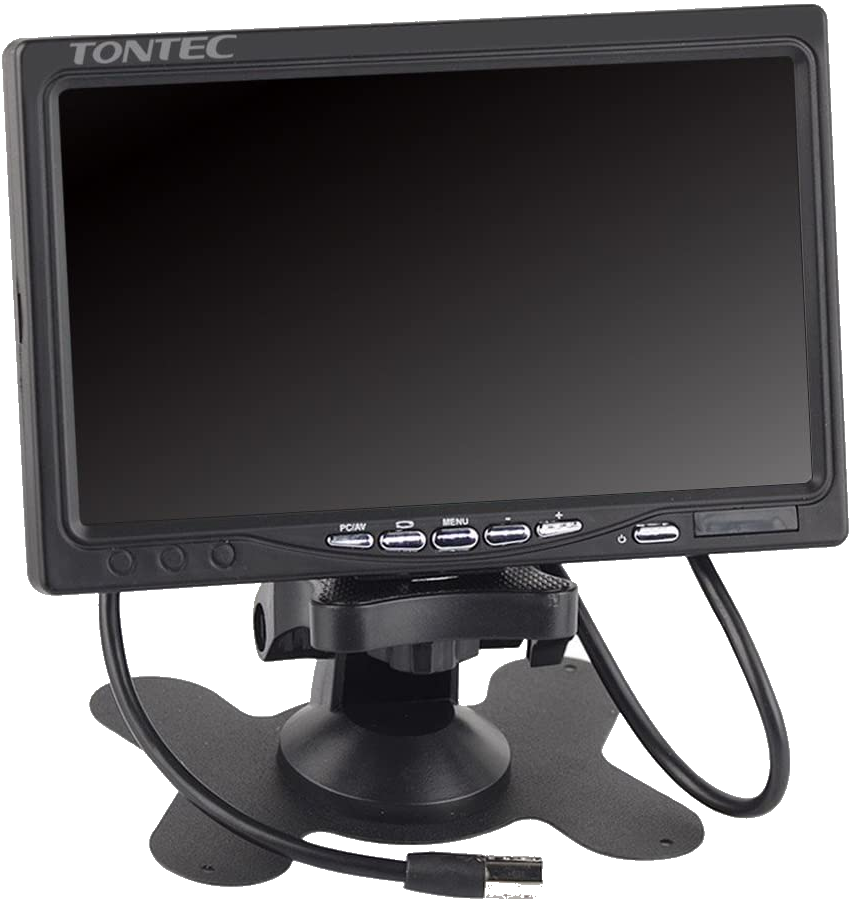 TONTEC
PC/AV MENU - +